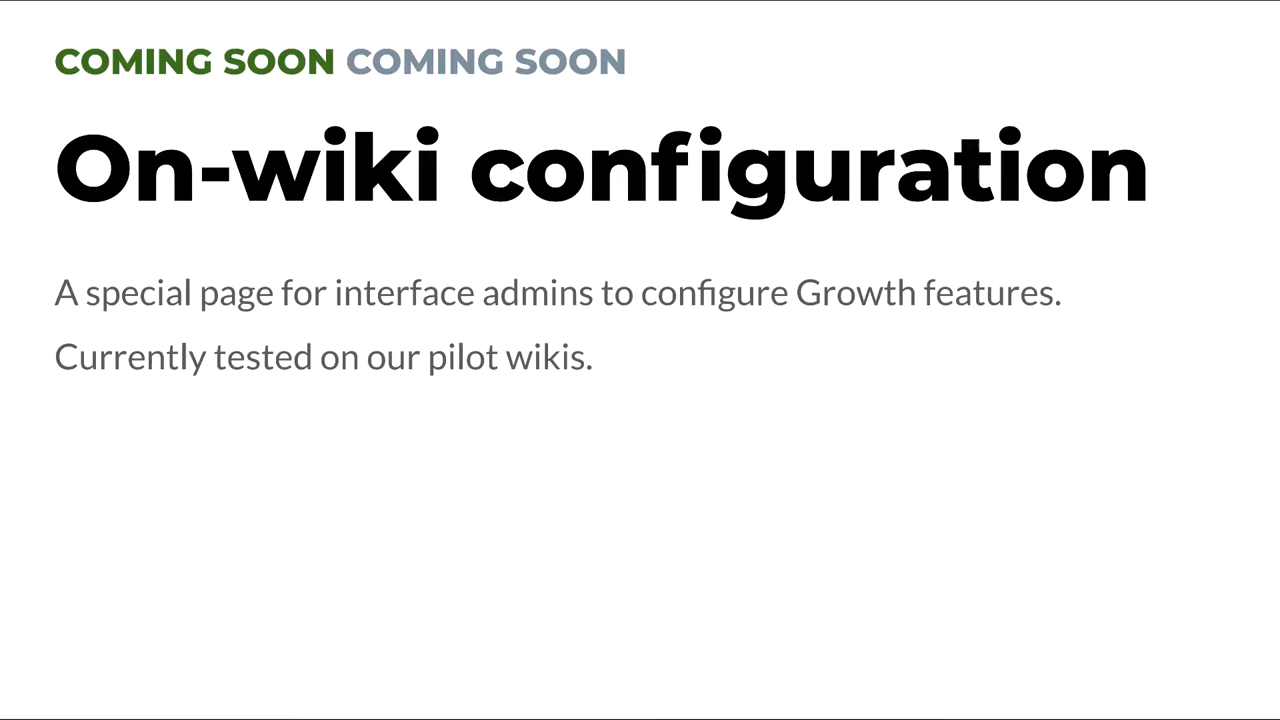 COMING SOON COMING SOON
On-wiki configuration
A special page for interface admins to configure Growth features.
Currently tested on our pilot wikis.